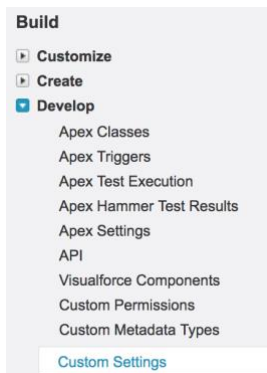 Build
Customize
Create
Develop
Apex Classes
Apex Triggers
Apex Test Execution
Apex Hammer Test Results
Apex Settings
API
Visualforce Components
Custom Permissions
Custom Metadata Types
Custom Settings